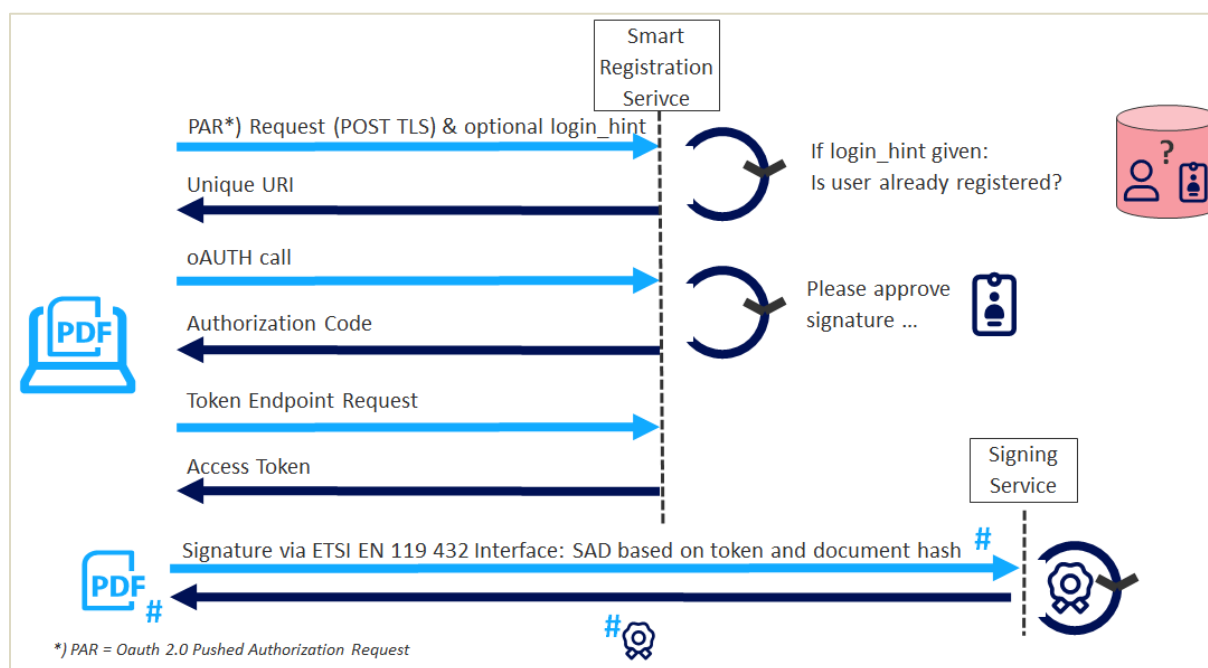 Smart
Registration
Serivce
PAR*) Request (POST TLS) & optional login_hint
If login_hint given:
Is user already registered?
?
Unique URI
oAUTH call
Please approve
signature ...
Authorization Code
PDF
Token Endpoint Request
Access Token
Signing
Service
Signature via ETSI EN 119 432 Interface: SAD based on token and document hash #
PDF
#
#
*) PAR = Oauth 2.0 Pushed Authorization Request